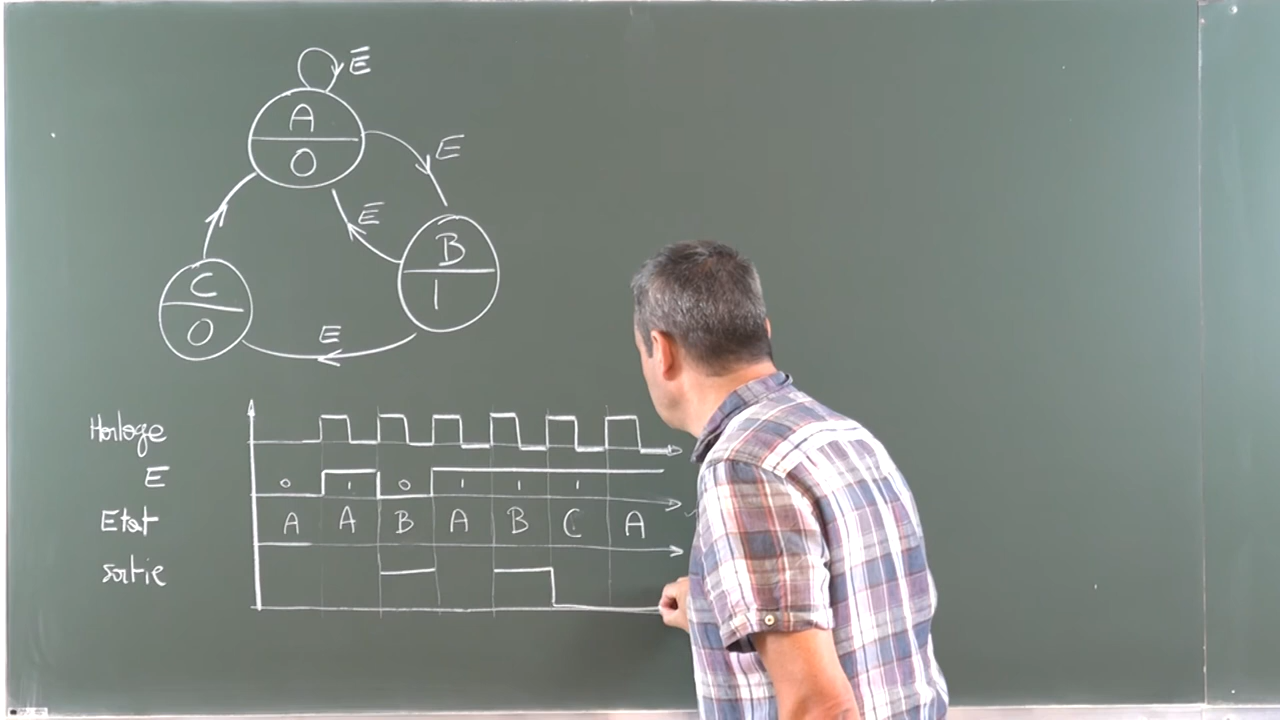 Ē
A
0
E
Ē
B
1
C
0
E
Horloge
E 0 1 0 1 1 1
Etat A A B A B C A
Sortie